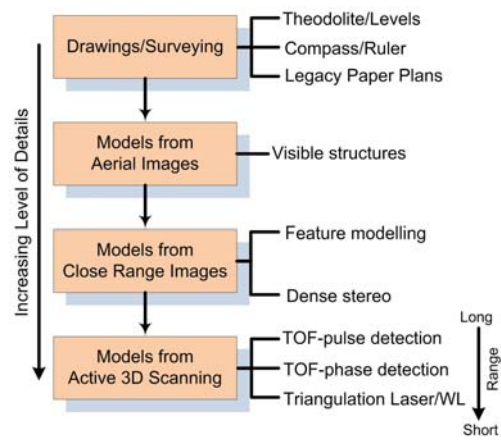 Drawings/Surveying
Theodolite/Levels
Compass/Ruler
Legacy Paper Plans
Models from
Aerial Images
Visible structures
Models from
Close Range Images
Feature modelling
Dense stereo
Models from
Active 3D Scanning
TOF-pulse detection
TOF-phase detection
Triangulation Laser/WL
Increasing Level of Details
Long
Range
Short